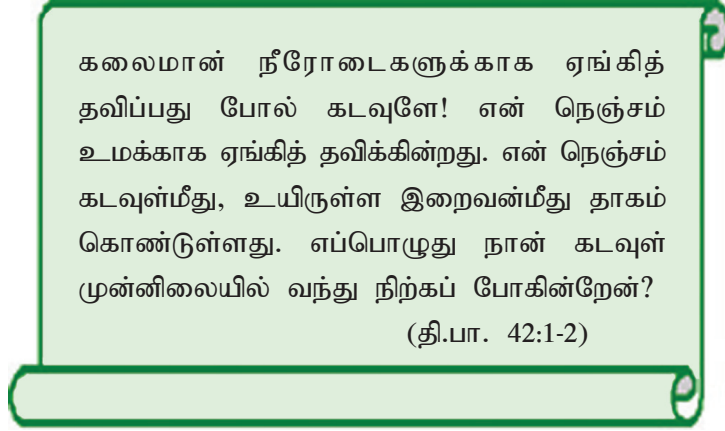 கலைமான் நீரோடைகளுக்காக ஏங்கித்
தவிப்பது போல் கடவுளே! என் நெஞ்சம்
உமக்காக ஏங்கித் தவிக்கின்றது. என் நெஞ்சம்
கடவுள்மீது, உயிருள்ள இறைவன்மீது தாகம்
கொண்டுள்ளது. எப்பொழுது நான் கடவுள்
முன்னிலையில் வந்து நிற்கப் போகின்றேன்?
(தி.பா. 42:1-2)